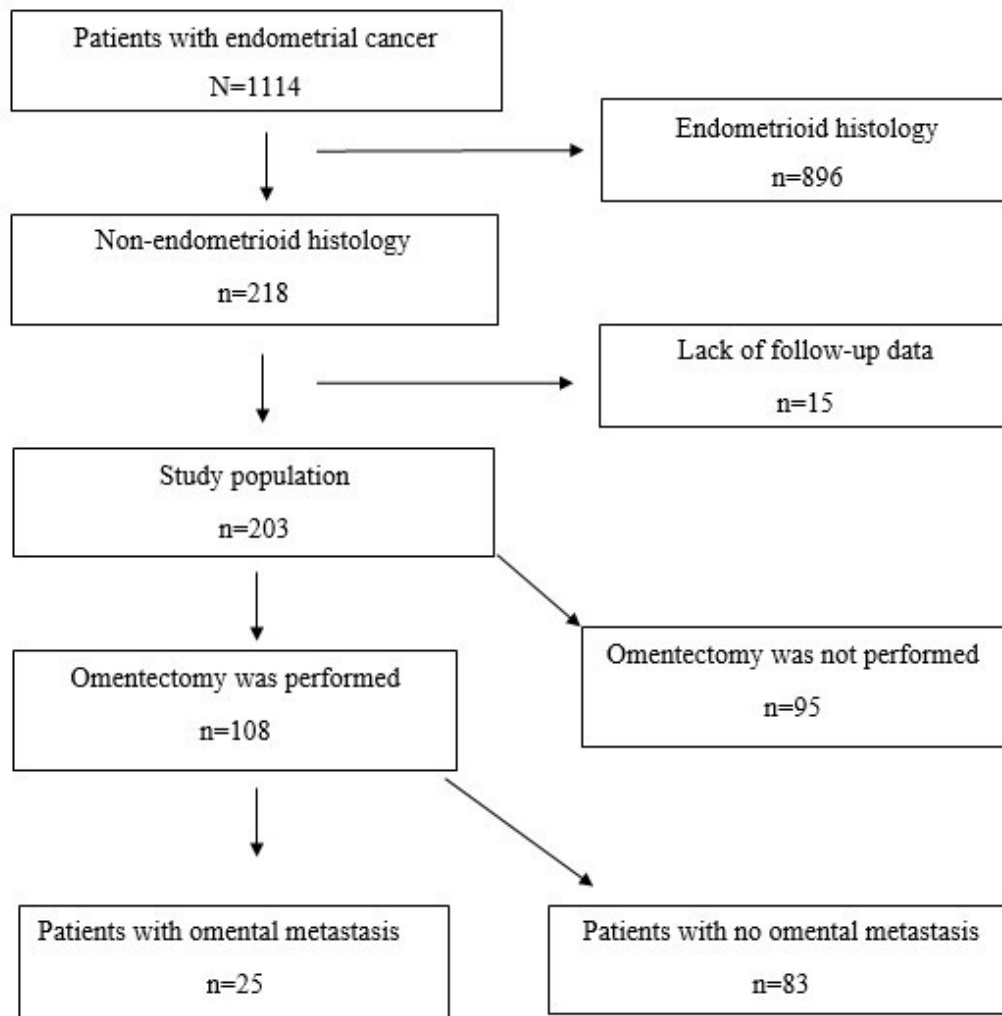 Patients with endometrial cancer
N=1114
Endometrioid histology
n=896
Non-endometrioid histology
n=218
Lack of follow-up data
n=15
Study population
n=203
Omentectomy was not performed
n=95
Omentectomy was performed
n=108
Patients with omental metastasis
n=25
Patients with no omental metastasis
n=83